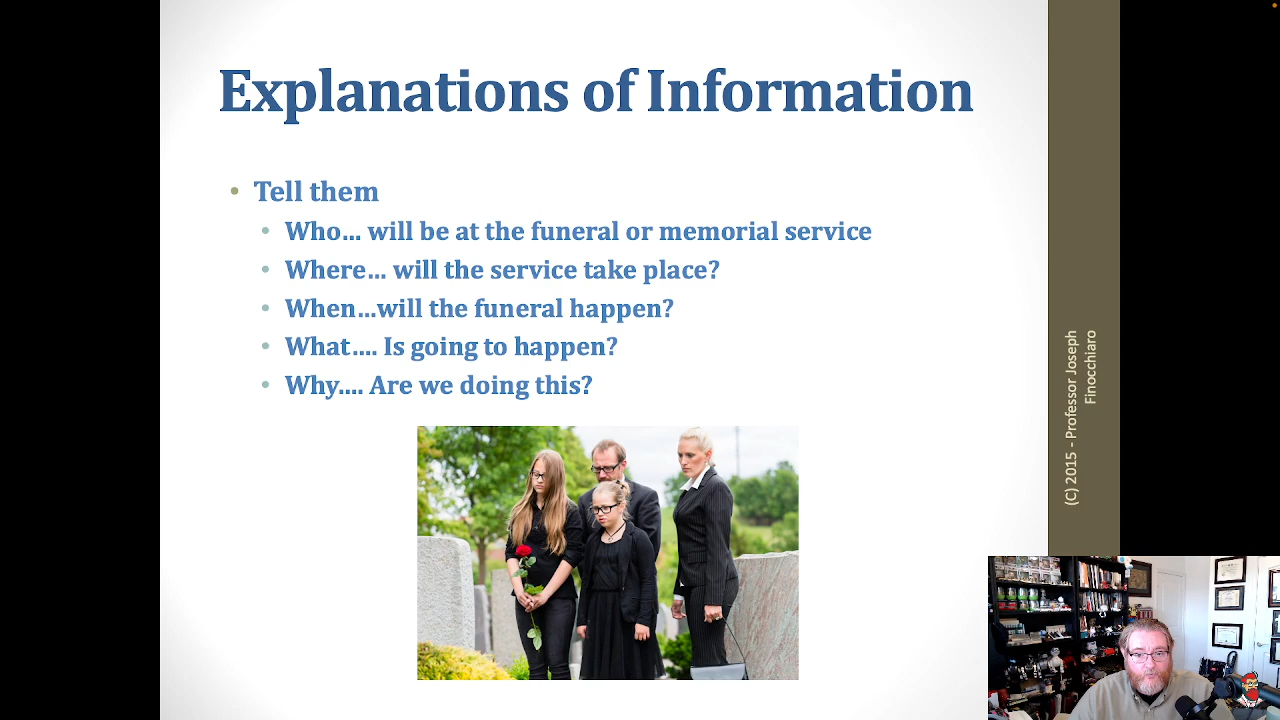 Explanations of Information
• Tell them
• Who... will be at the funeral or memorial service
• Where... will the service take place?
• When...will the funeral happen?
• What.... Is going to happen?
• Why.... Are we doing this?
(C) 2015 - Professor Joseph
Finocchiaro